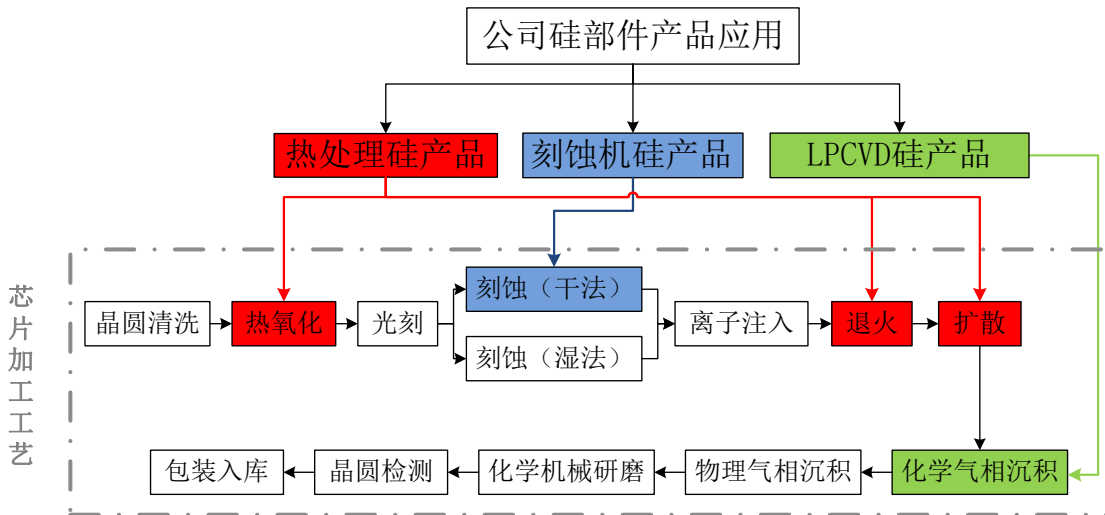 公司硅部件产品应用
热处理硅产品
刻蚀机硅产品
LPCVD硅产品
芯片加工工艺
晶圆清洗
热氧化
光刻
刻蚀（干法）
刻蚀（湿法）
离子注入
退火
扩散
包装入库
晶圆检测
化学机械研磨
物理气相沉积
化学气相沉积